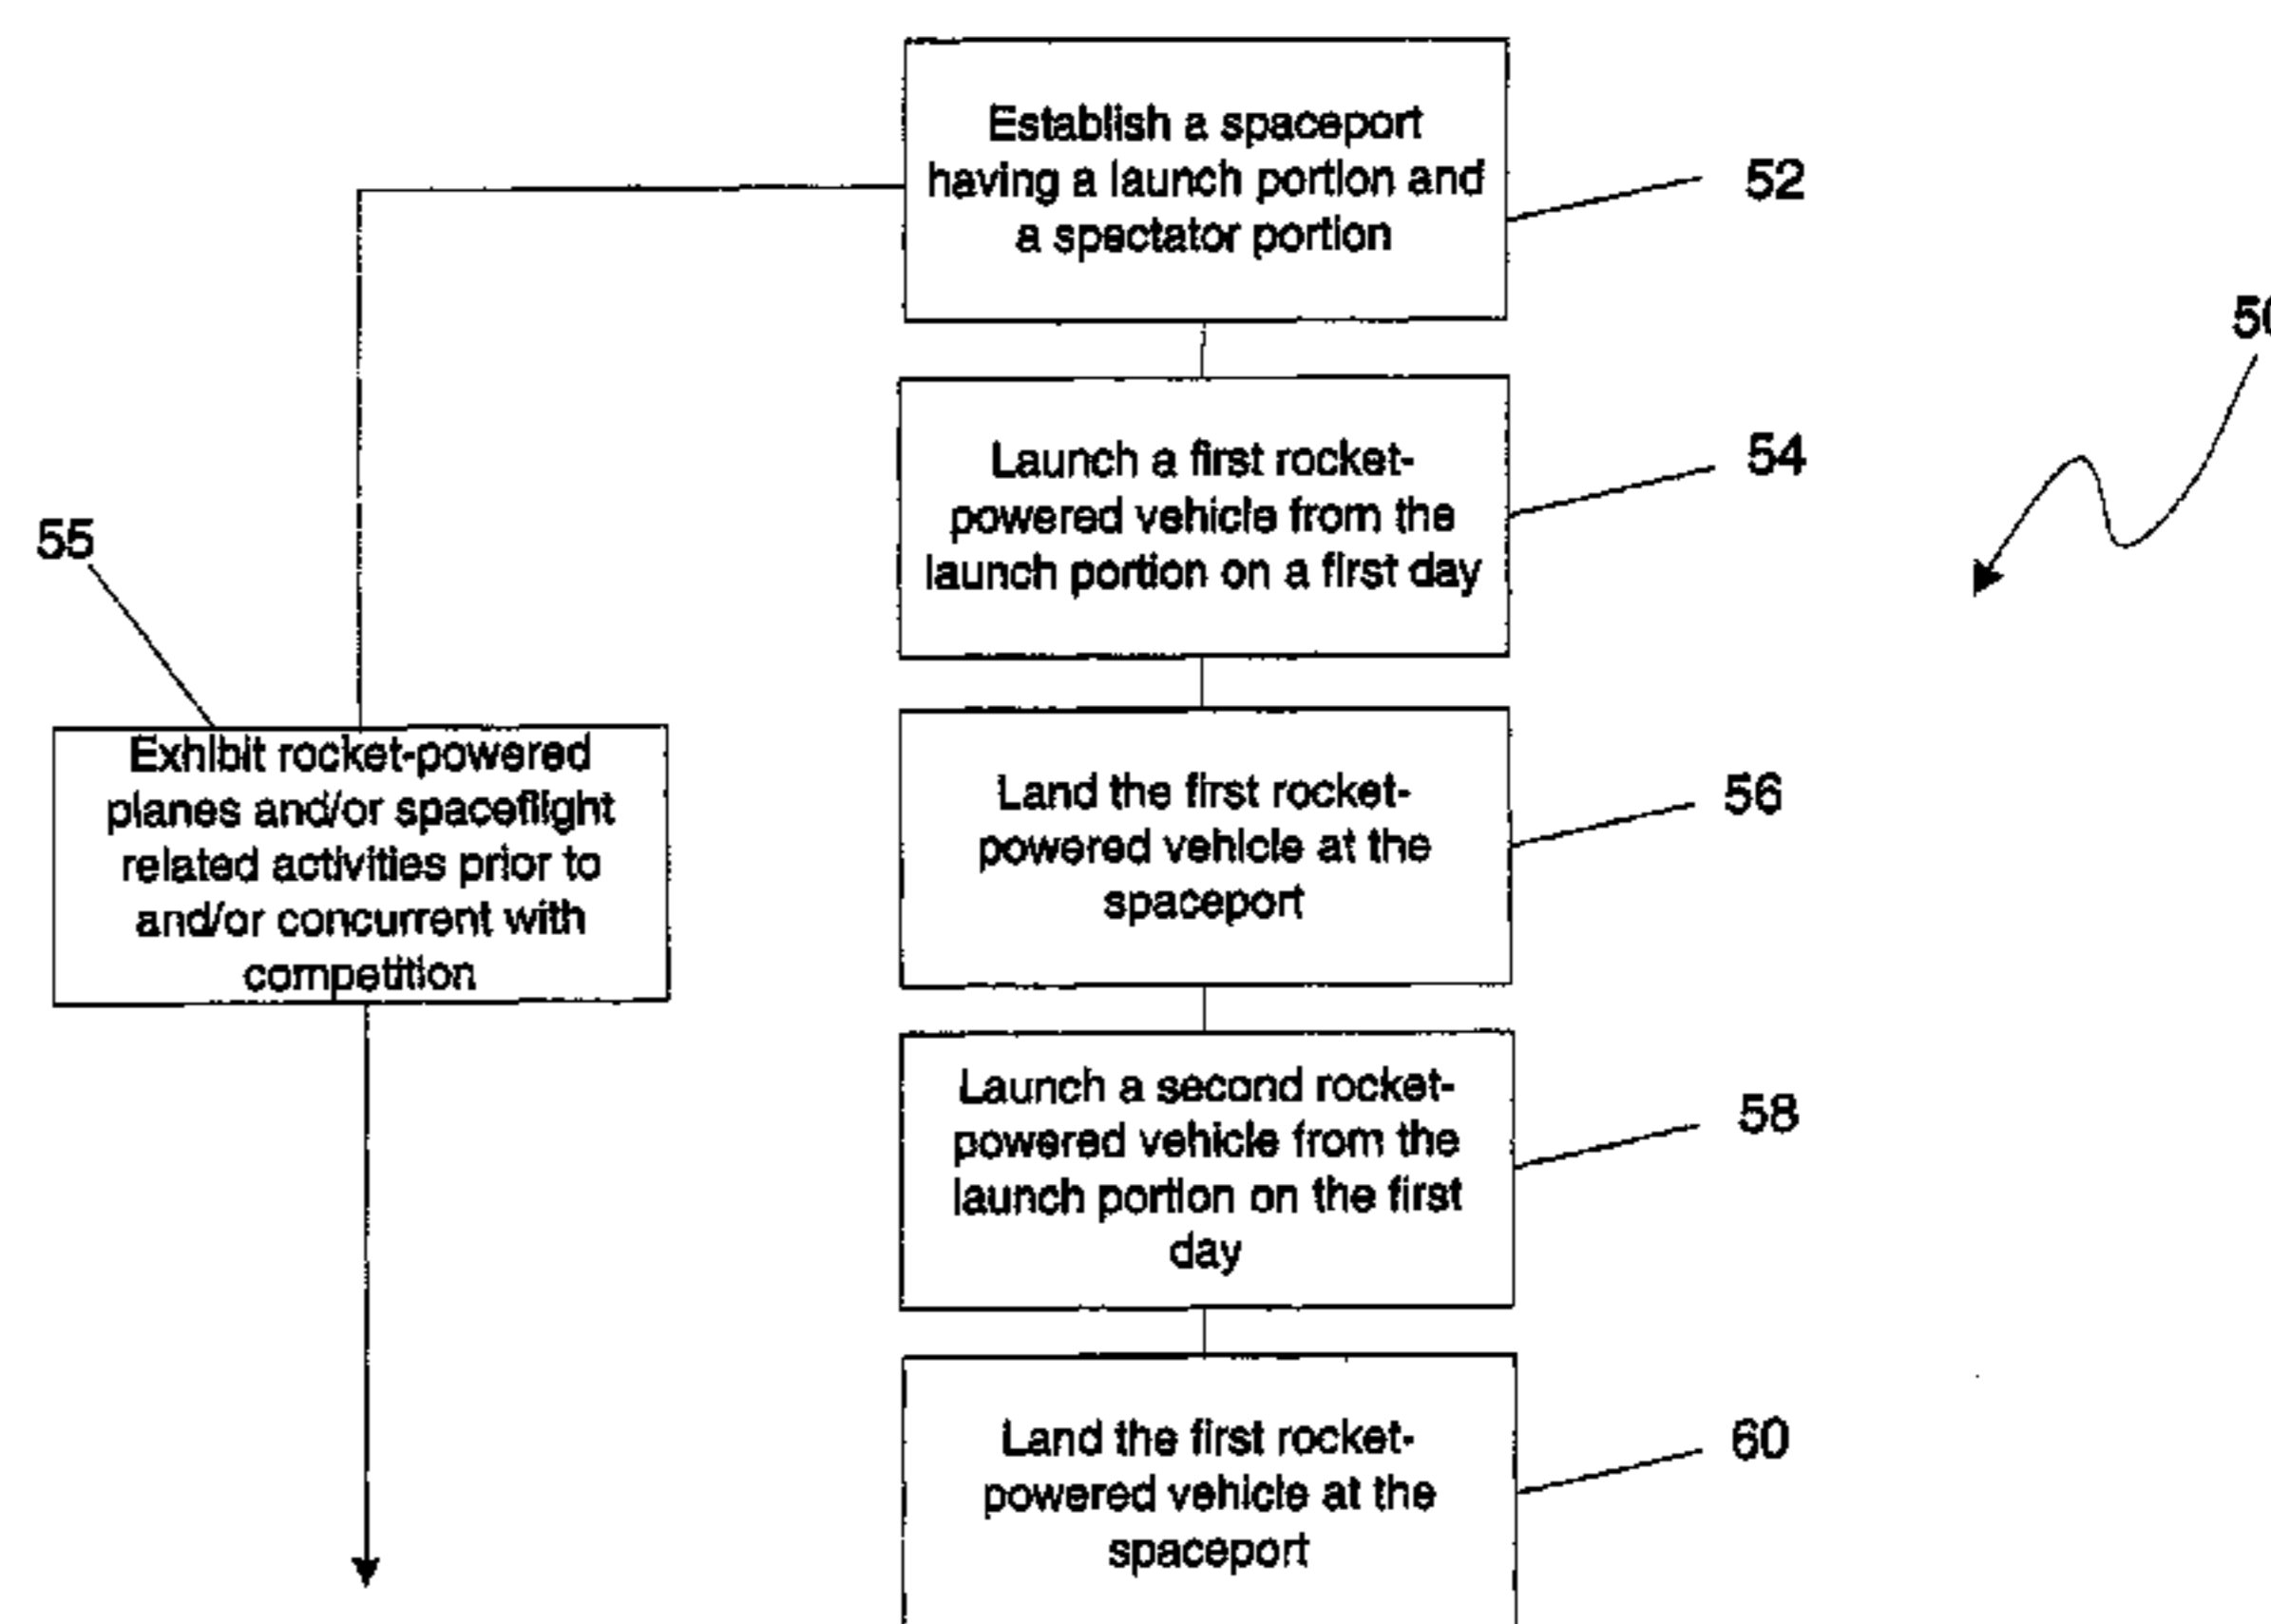 Establish a spaceport
having a launch portion and
a spectator portion
52
50
Launch a first rocket-
powered vehicle from the
launch portion on a first day
54
55
Exhibit rocket-powered
planes and/or spaceflight
related activities prior to
and/or concurrent with
competition
Land the first rocket-
powered vehicle at the
spaceport
56
Launch a second rocket-
powered vehicle from the
launch portion on the first
day
58
Land the first rocket-
powered vehicle at the
spaceport
60